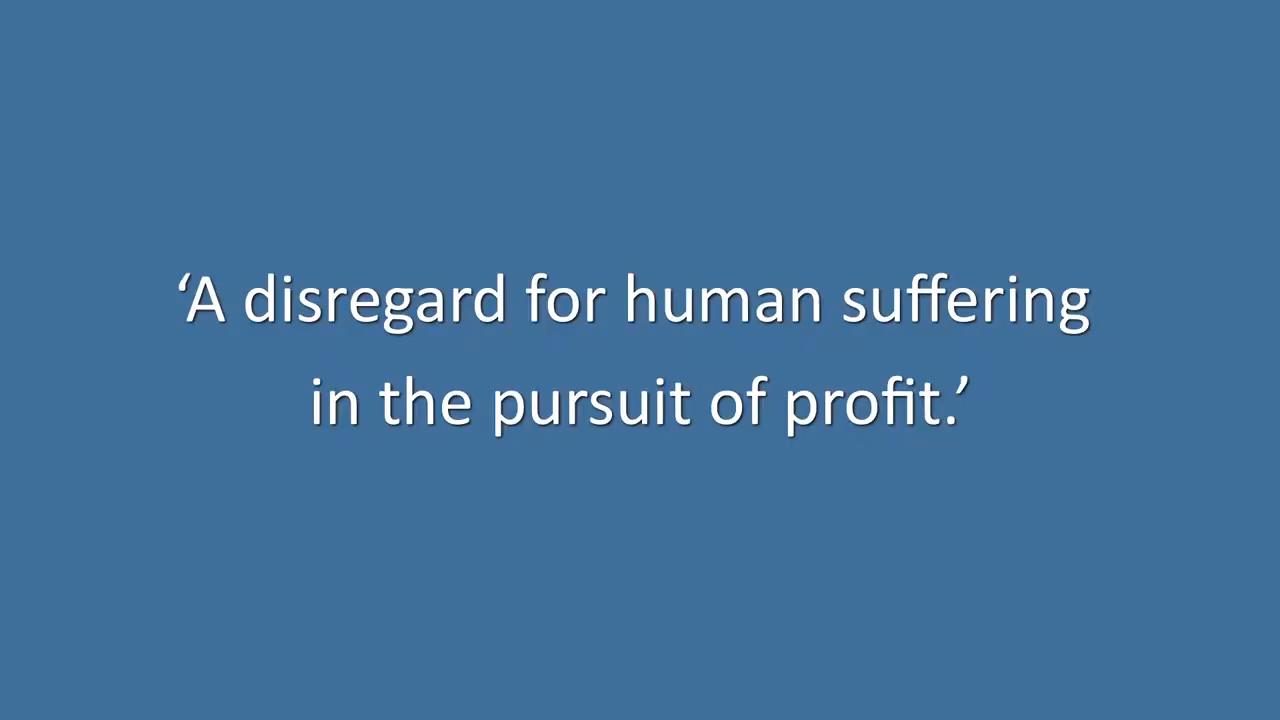 ‘A disregard for human suffering
in the pursuit of profit.’